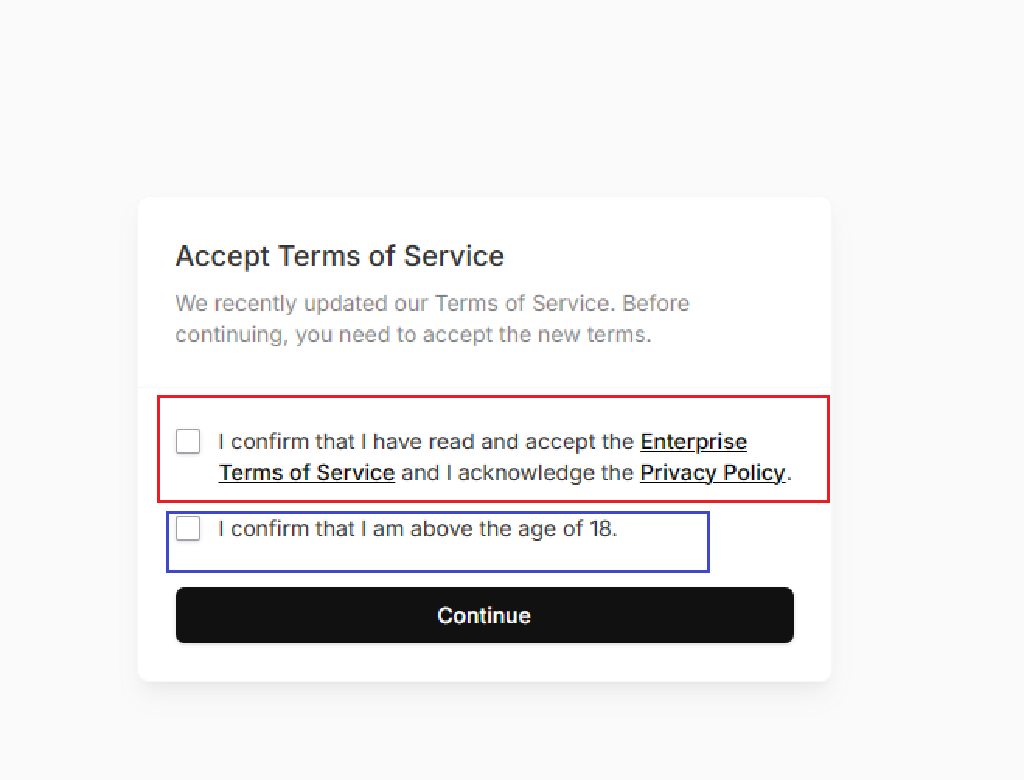 Accept Terms of Service
We recently updated our Terms of Service. Before
continuing, you need to accept the new terms.
I confirm that I have read and accept the Enterprise
Terms of Service and I acknowledge the Privacy Policy.
I confirm that I am above the age of 18.
Continue